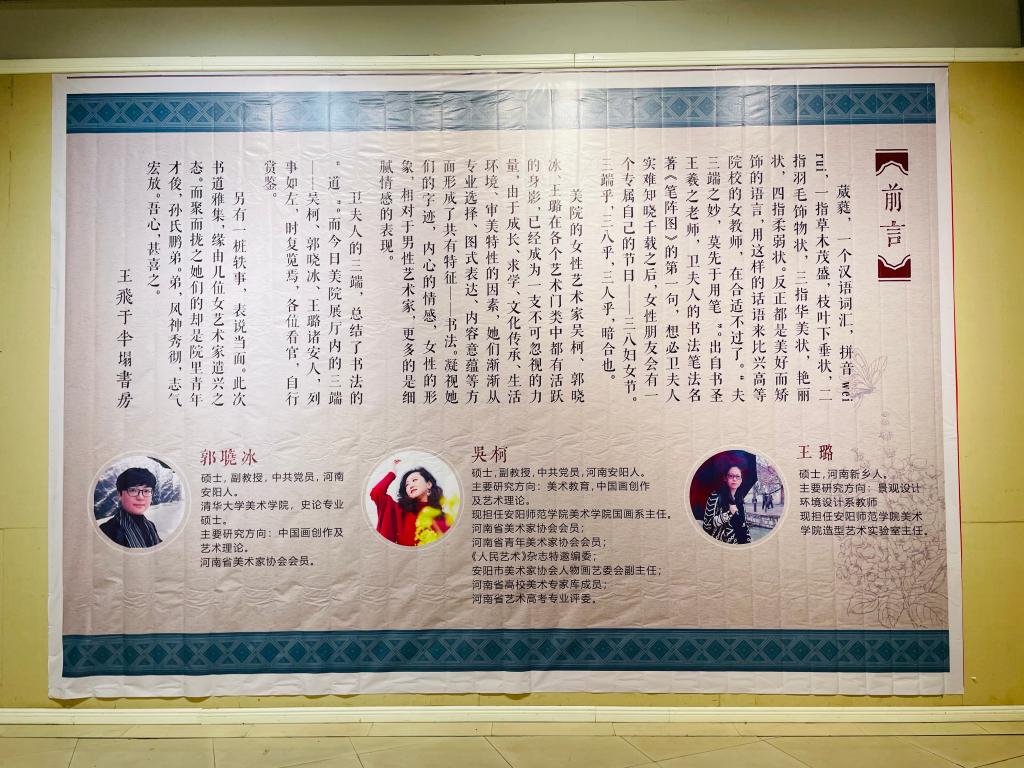 前言
葳蕤，一个汉语词汇，拼音wei
rui，一指草木茂盛，枝叶下垂状，二
指羽毛饰物状，三指华美状，艳丽
状，四指柔弱状。反正都是美好而矫
饰的语言，用这样的话语来比兴高等
院校的女教师，在合适不过了。“夫
三端之妙，莫先于用笔”。出自书圣
王羲之老师，卫夫人的书法笔法名
著《笔阵图》的第一句，想必卫夫人
实难知晓千载之后，女性朋友会有一
个专属自己的节日——三八妇女节。
三端乎，三八乎，三人乎，暗合也。
美院的女性艺术家吴柯、郭晓
冰、王璐在各个艺术门类中都有活跃
的身影，已经成为一支不可忽视的力
量，由于成长、求学、文化传承、生活
环境、审美特性的因素，她们渐渐从
专业选择、图式表达、内容意蕴等方
面形成了共有特征——书法。凝视她
们的字迹，内心的情感，女性的形
象，相对于男性艺术家，更多的是细
腻情感的表现。
卫夫人的三端，总结了书法的
“道”。而今日美院展厅内的三端
——吴柯、郭晓冰、王璐诸安人，列
事如左，时复览焉，各位看官，自行
赏鉴。
另有一桩轶事，表说当面。此次
书道雅集，缘由几位女艺术家遣兴之
态。而聚而拢之她们的却是院里青年
才俊，孙氏鹏弟。弟，风神秀彻，志气
宏放。吾心，甚喜之。
王飛于半塌書房
王璐
硕士，河南新乡人。
主要研究方向：景观设计
环境设计系教师
现担任安阳师范学院美术
学院造型艺术实验室主任。
吳柯
硕士，副教授，中共党员，河南安阳人。
主要研究方向：美术教育，中国画创作
及艺术理论。
现担任安阳师范学院美术学院国画系主任。
河南省美术家协会会员；
河南省青年美术家协会会员；
《人民艺术》杂志特邀编委；
安阳市美术家协会人物画艺委会副主任；
河南省高校美术专家库成员；
河南省艺术高考专业评委。
郭曉冰
硕士，副教授，中共党员，河南
安阳人。
清华大学美术学院，史论专业
硕士。
主要研究方向：中国画创作及
艺术理论。
河南省美术家协会会员。